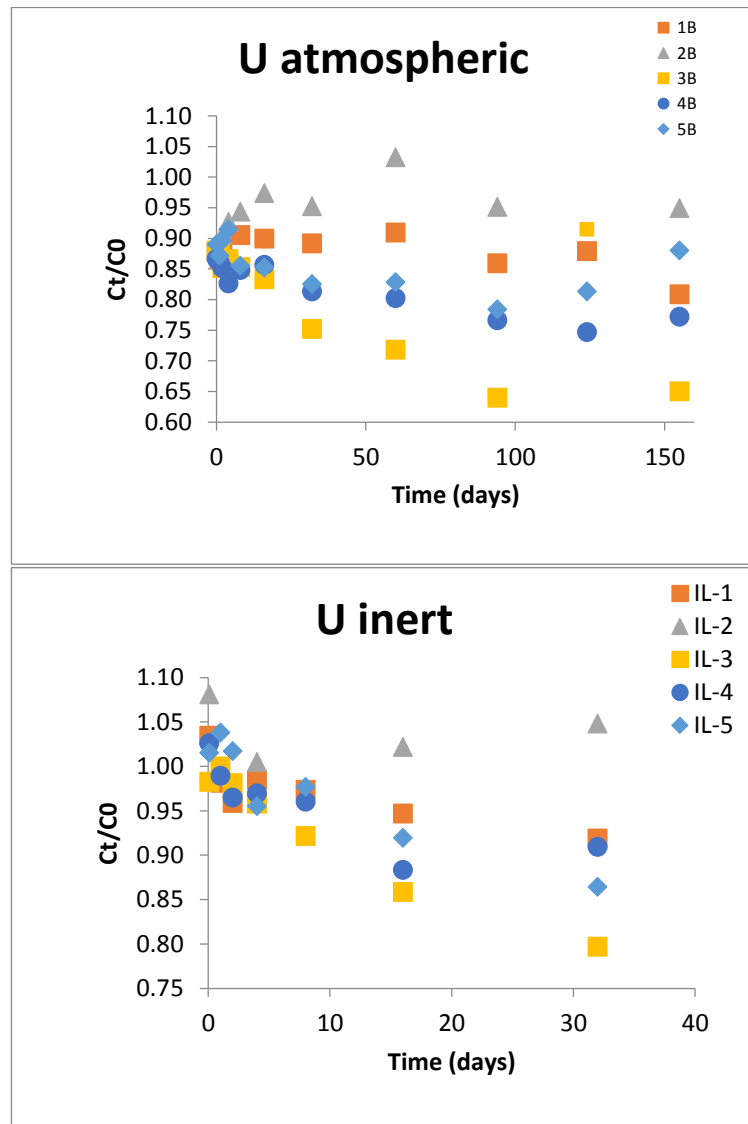 U atmospheric
1B
2B
3B
4B
5B
1.10
1.05
1.00
0.95
0.90
0.85
0.80
0.75
0.70
0.65
0.60
Ct/C0
0 50 100 150
Time (days)
U inert
IL-1
IL-2
IL-3
IL-4
IL-5
1.10
1.05
1.00
0.95
0.90
0.85
0.80
0.75
Ct/C0
0 10 20 30 40
Time (days)